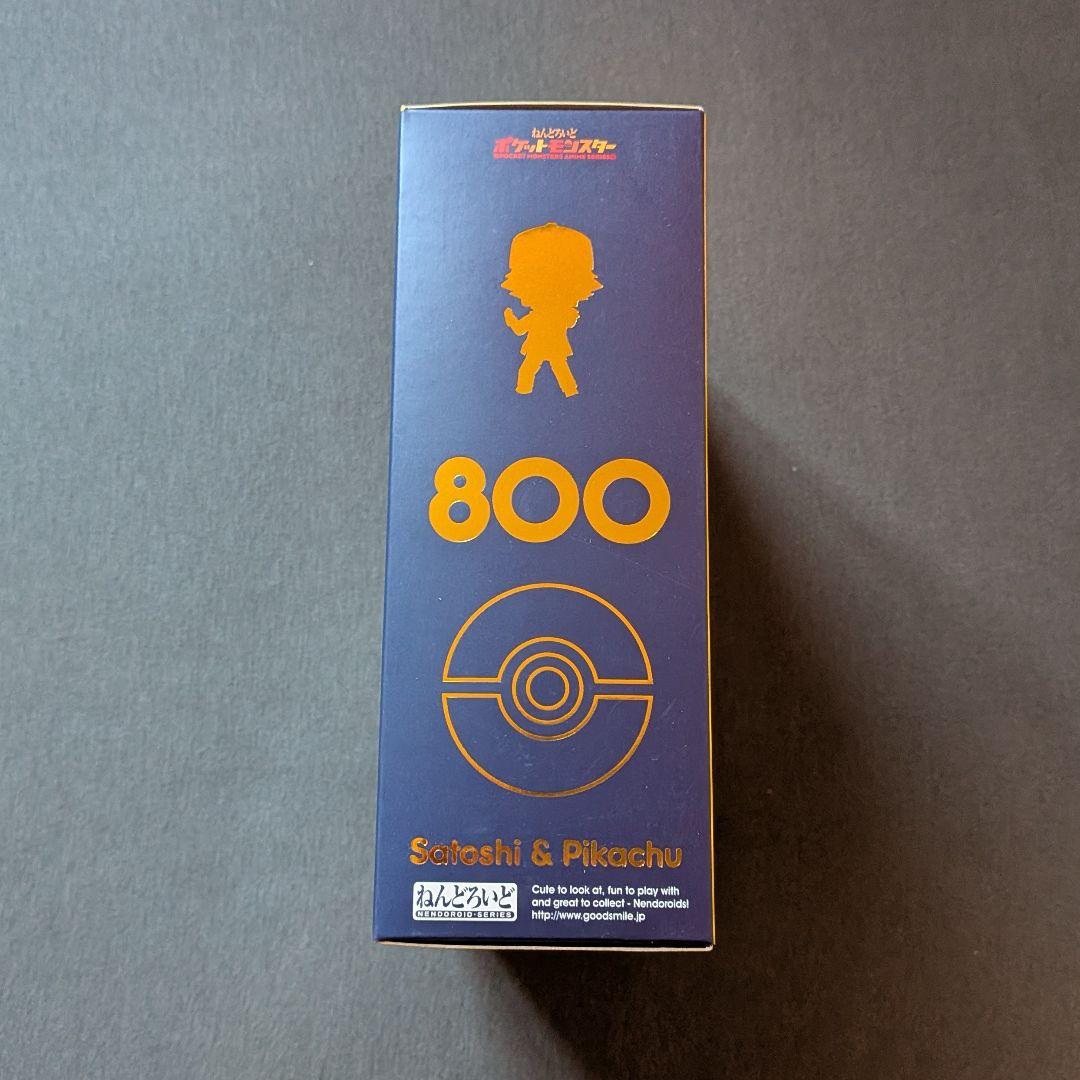 ねんどろいど
ポケットモンスター
POCKET MONSTERS ANIME SERIES
800
Satoshi & Pikachu
ねんどろいど
NENDOROID·SERIES
Cute to look at, fun to play with
and great to collect - Nendoroids!
http://www.goodsmile.jp